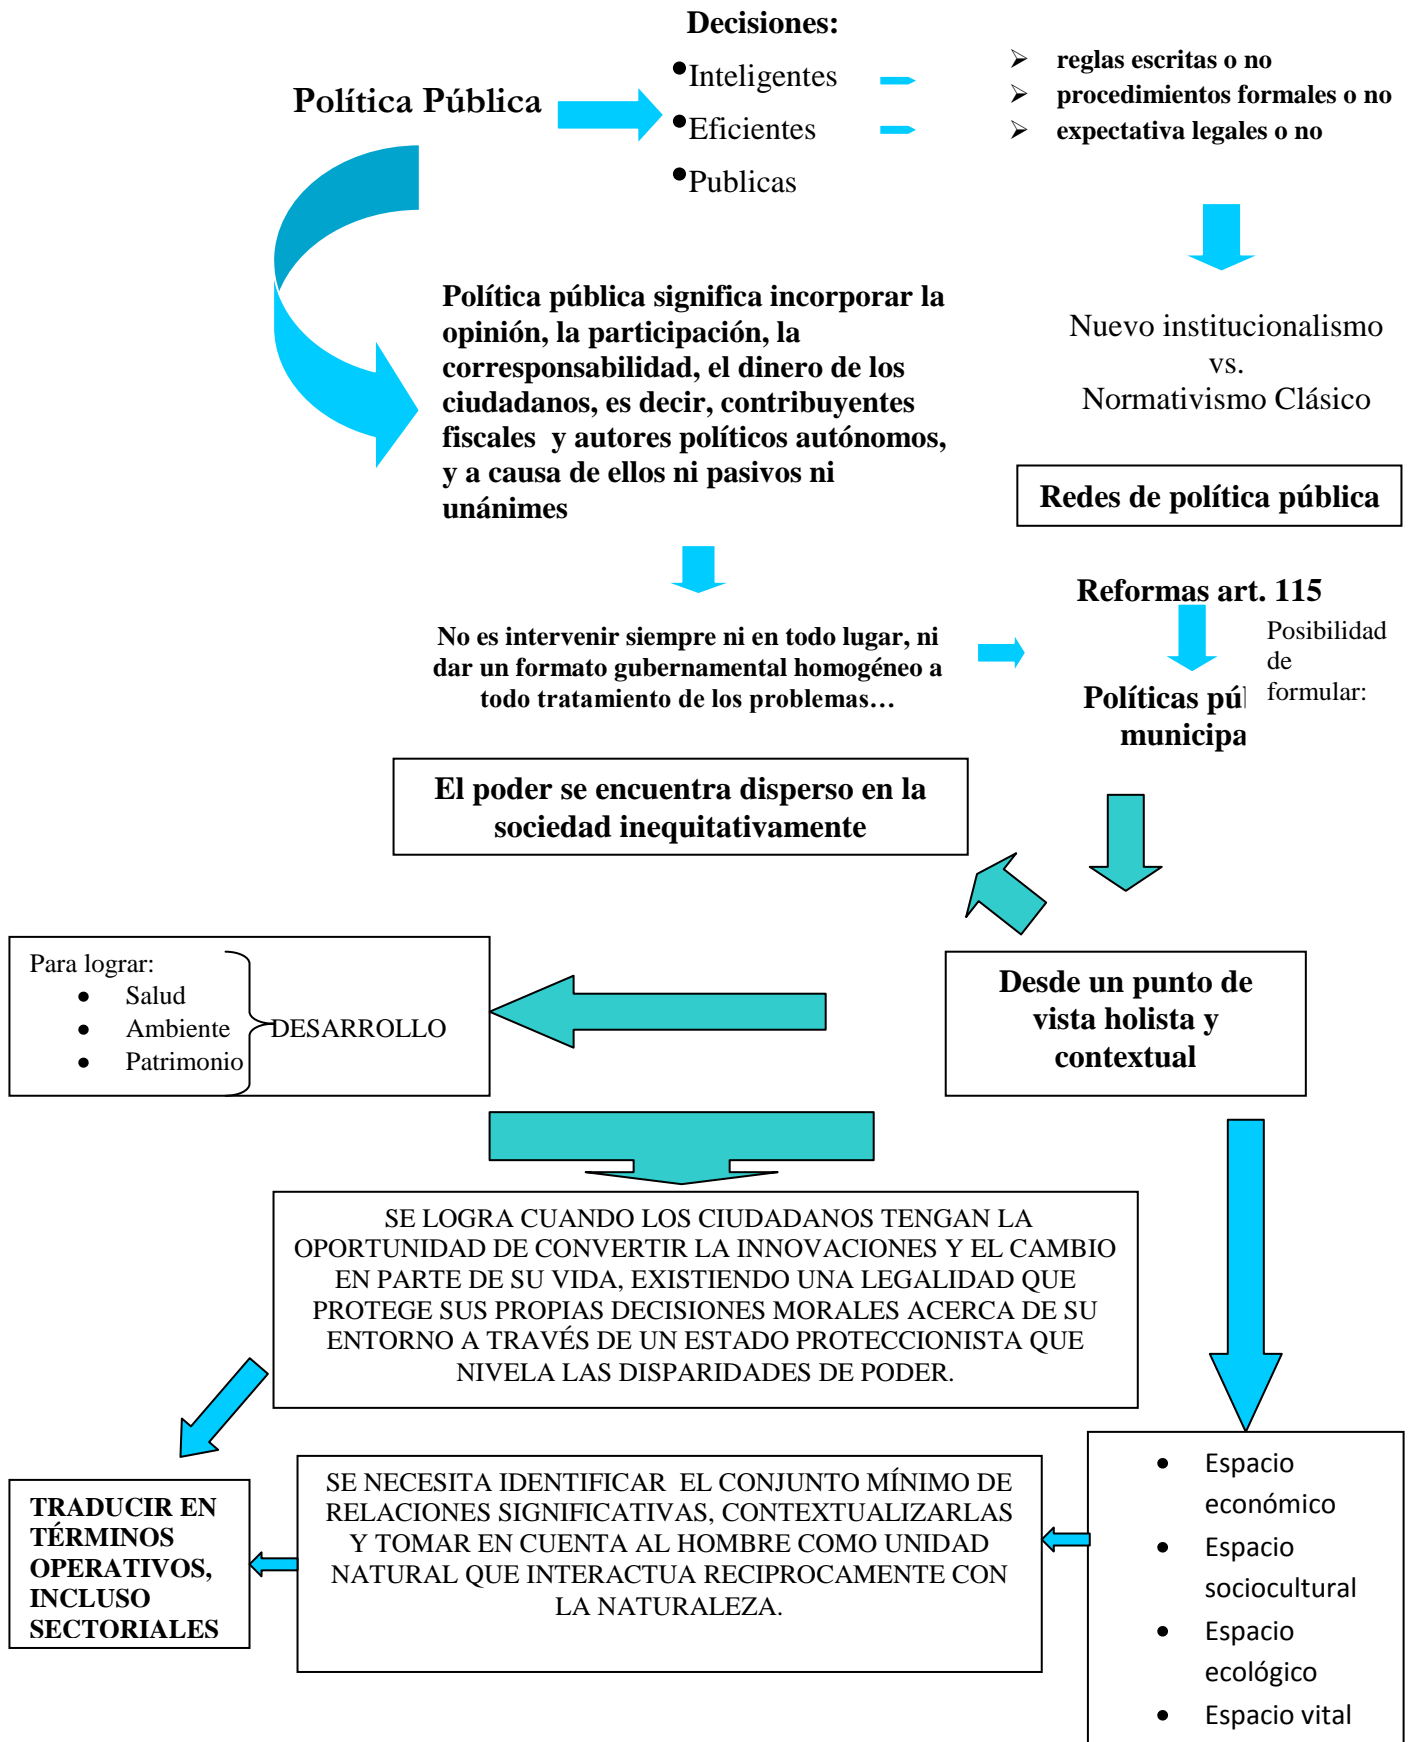 Decisiones:
Política Pública
•Inteligentes
•Eficientes
•Publicas
➢ reglas escritas o no
➢ procedimientos formales o no
➢ expectativa legales o no
Política pública significa incorporar la
opinión, la participación, la
corresponsabilidad, el dinero de los
ciudadanos, es decir, contribuyentes
fiscales y autores políticos autónomos,
y a causa de ellos ni pasivos ni
unánimes
Nuevo institucionalismo
vs.
Normativismo Clásico
Redes de política pública
Reformas art. 115
Posibilidad
de
formular:
No es intervenir siempre ni en todo lugar, ni
dar un formato gubernamental homogéneo a
todo tratamiento de los problemas…
Políticas pú
municipa
El poder se encuentra disperso en la
sociedad inequitativamente
Para lograr:
• Salud
• Ambiente
• Patrimonio
DESARROLLO
Desde un punto de
vista holista y
contextual
SE LOGRA CUANDO LOS CIUDADANOS TENGAN LA
OPORTUNIDAD DE CONVERTIR LA INNOVACIONES Y EL CAMBIO
EN PARTE DE SU VIDA, EXISTIENDO UNA LEGALIDAD QUE
PROTEGE SUS PROPIAS DECISIONES MORALES ACERCA DE SU
ENTORNO A TRAVÉS DE UN ESTADO PROTECCIONISTA QUE
NIVELA LAS DISPARIDADES DE PODER.
TRADUCIR EN
TÉRMINOS
OPERATIVOS,
INCLUSO
SECTORIALES
SE NECESITA IDENTIFICAR EL CONJUNTO MÍNIMO DE
RELACIONES SIGNIFICATIVAS, CONTEXTUALIZARLAS
Y TOMAR EN CUENTA AL HOMBRE COMO UNIDAD
NATURAL QUE INTERACTUA RECIPROCAMENTE CON
LA NATURALEZA.
• Espacio
económico
• Espacio
sociocultural
• Espacio
ecológico
• Espacio vital